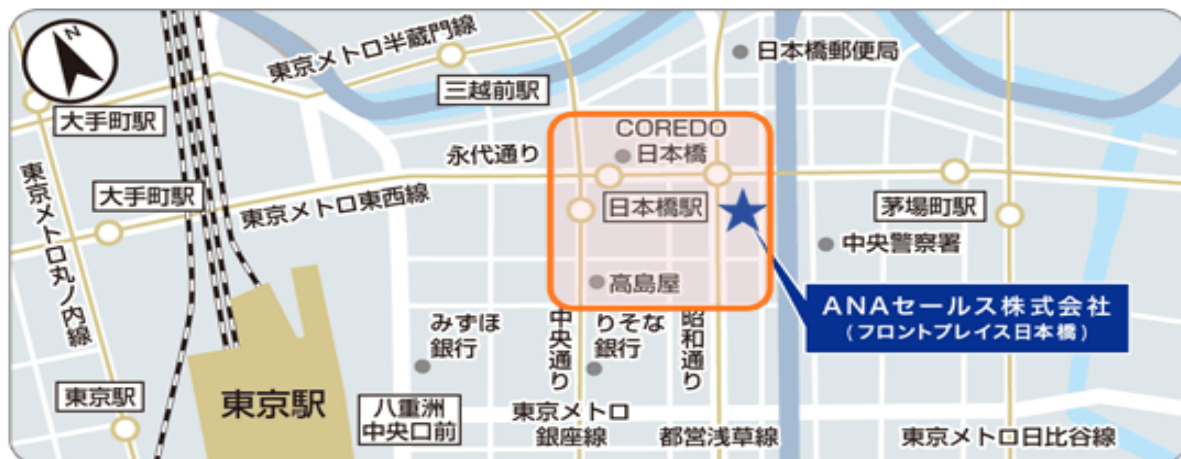 N
東京メトロ半蔵門線
日本橋郵便局
三越前駅
大手町駅
COREDO
日本橋
永代通り
大手町駅
東京メトロ東西線
日本橋駅
茅場町駅
東京メトロ丸ノ内線
中央警察署
高島屋
ANAセールス株式会社
(フロントプレイス日本橋)
みずほ
銀行
中央通り
りそな
銀行
昭和通り
東京駅
東京駅
八重洲
中央口前
東京メトロ
銀座線
都営浅草線
東京メトロ日比谷線